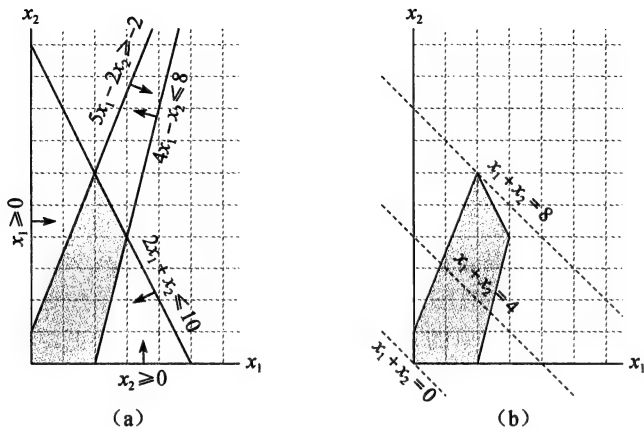 x₂
5x₁−2x₂≥−2
4x₁−x₂≤8
x₁≥0
2x₁+x₂≤10
x₂≥0
x₁
(a)
x₂
x₁+x₂=8
x₁+x₂=4
x₁+x₂=0
x₁
(b)